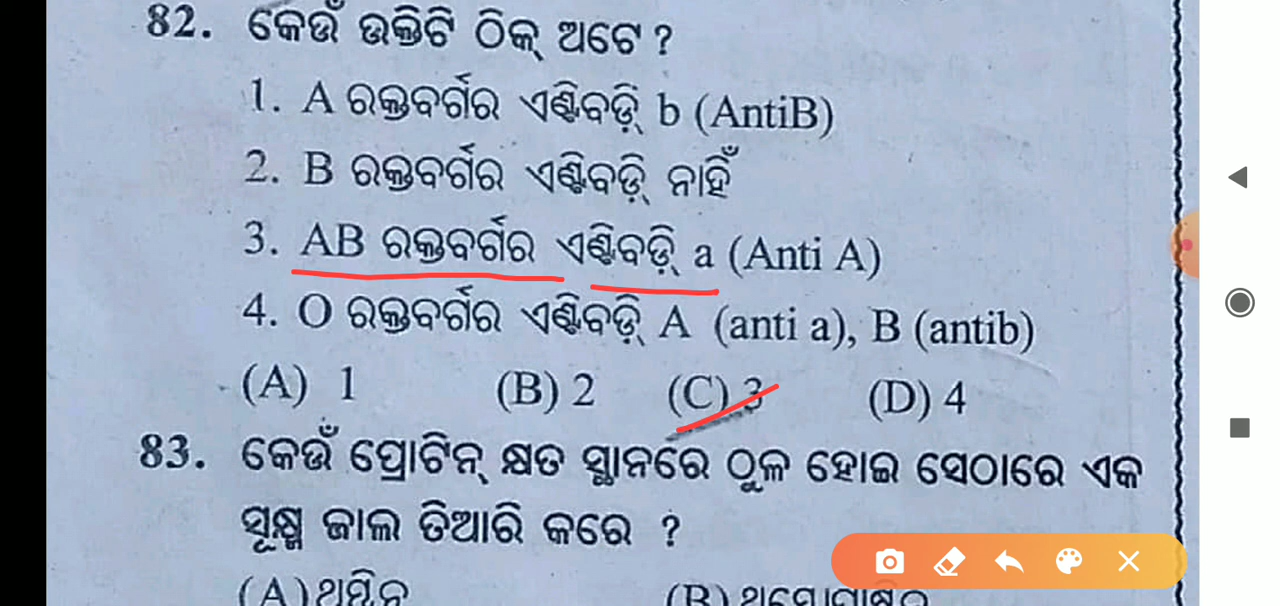 82. କେଉଁ ଉକ୍ତିଟି ଠିକ୍ ଅଟେ ?
1. A ରକ୍ତବର୍ଗର ଏଣ୍ଟିବଡ଼ି୍ b (AntiB)
2. B ରକ୍ତବର୍ଗର ଏଣ୍ଟିବଡ଼ି୍ ନାହିଁ
3. AB ରକ୍ତବର୍ଗର ଏଣ୍ଟିବଡ଼ି୍ a (Anti A)
4. O ରକ୍ତବର୍ଗର ଏଣ୍ଟିବଡ଼ି୍ A (anti a), B (antib)
(A) 1 (B) 2 (C) 3 (D) 4
83. କେଉଁ ପ୍ରୋଟିନ୍ କ୍ଷତ ସ୍ଥାନରେ ଠୁଳ ହୋଇ ସେଠାରେ ଏକ
ସୂକ୍ଷ୍ମ ଜାଲ ତିଆରି କରେ ?
(A) (B)